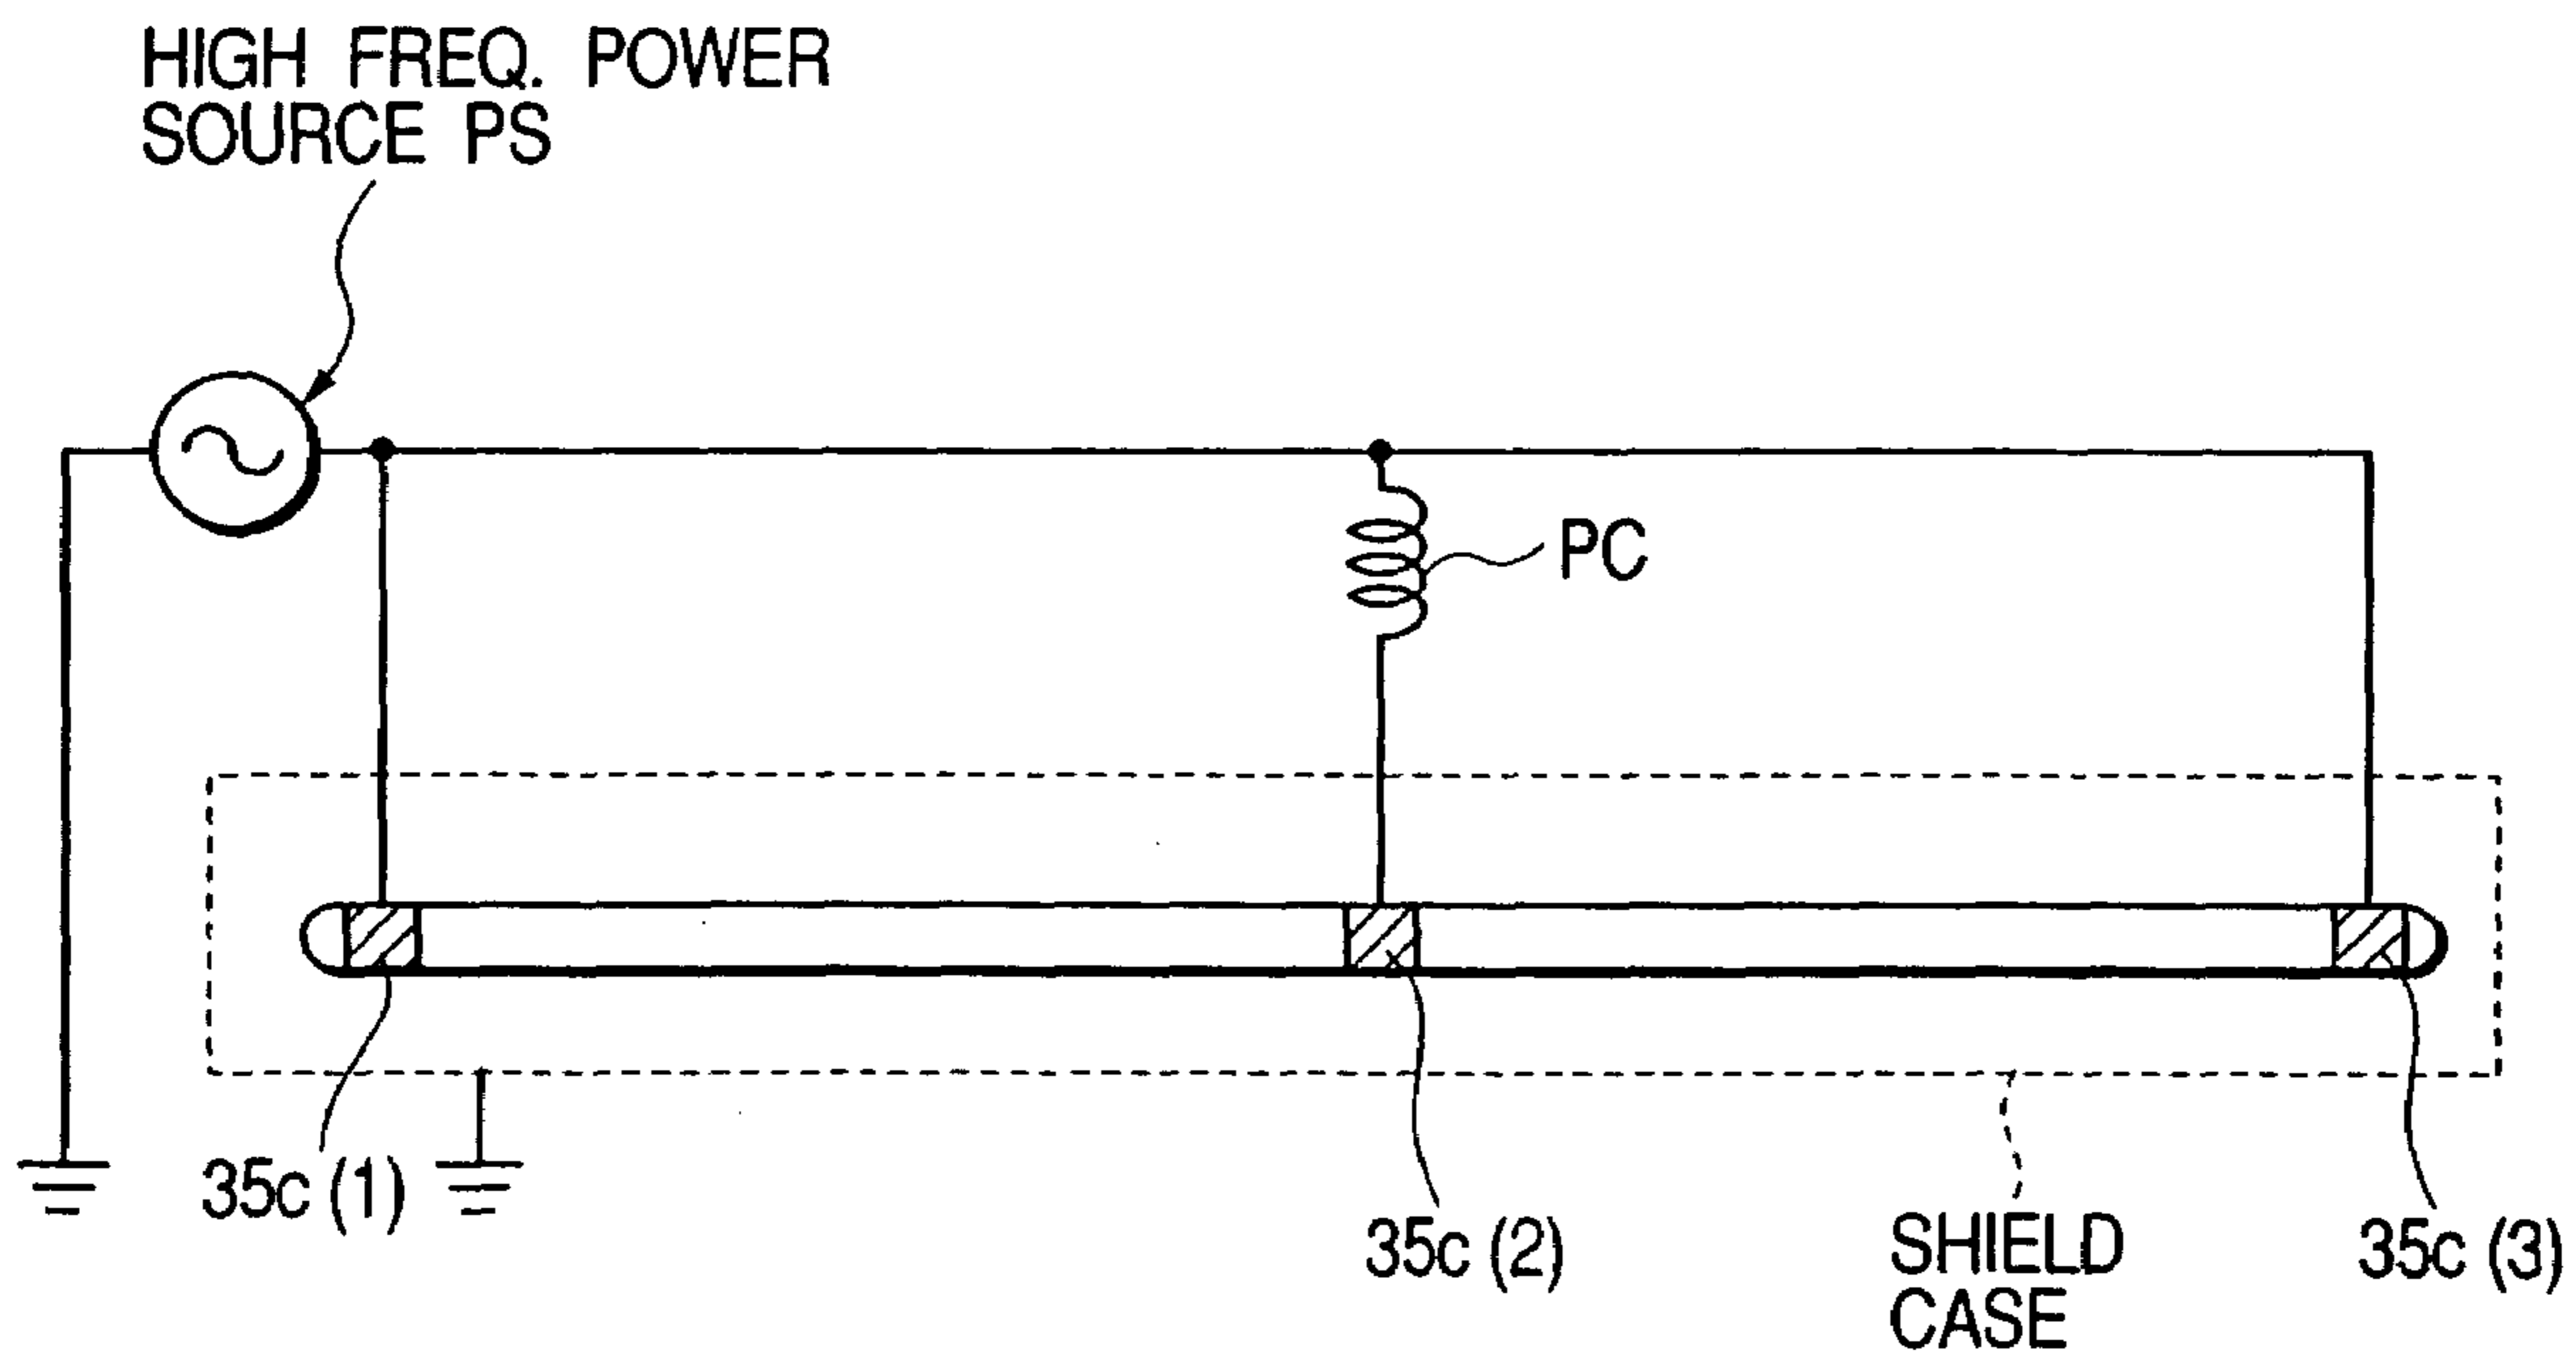 HIGH FREQ. POWER
SOURCE PS
PC
35c (1)
35c (2)
SHIELD
CASE
35c (3)